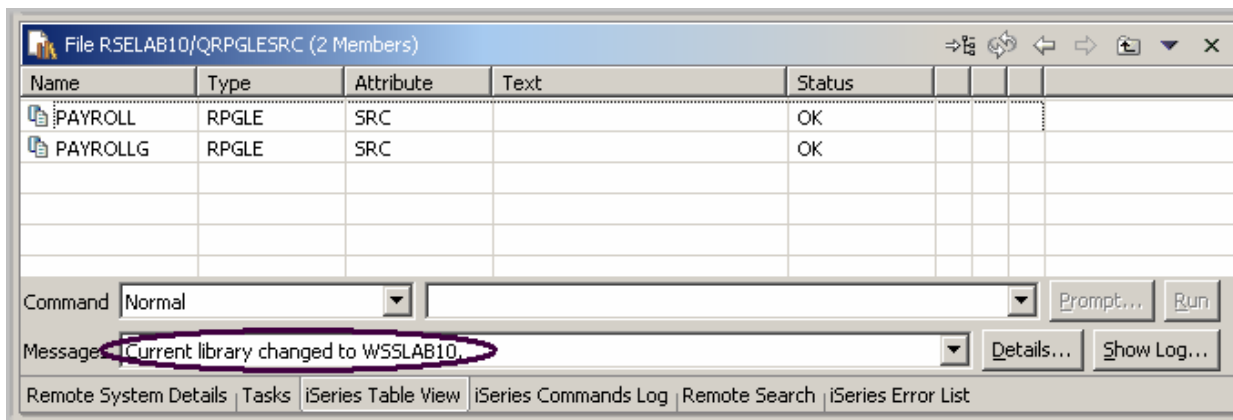 File RSELAB10/QRPGLESRC (2 Members)
Name Type Attribute Text Status
PAYROLL RPGLE SRC OK
PAYROLLG RPGLE SRC OK
Command Normal Prompt... Run
Messages Current library changed to WSSLAB10. Details... Show Log...
Remote System Details Tasks iSeries Table View iSeries Commands Log Remote Search iSeries Error List